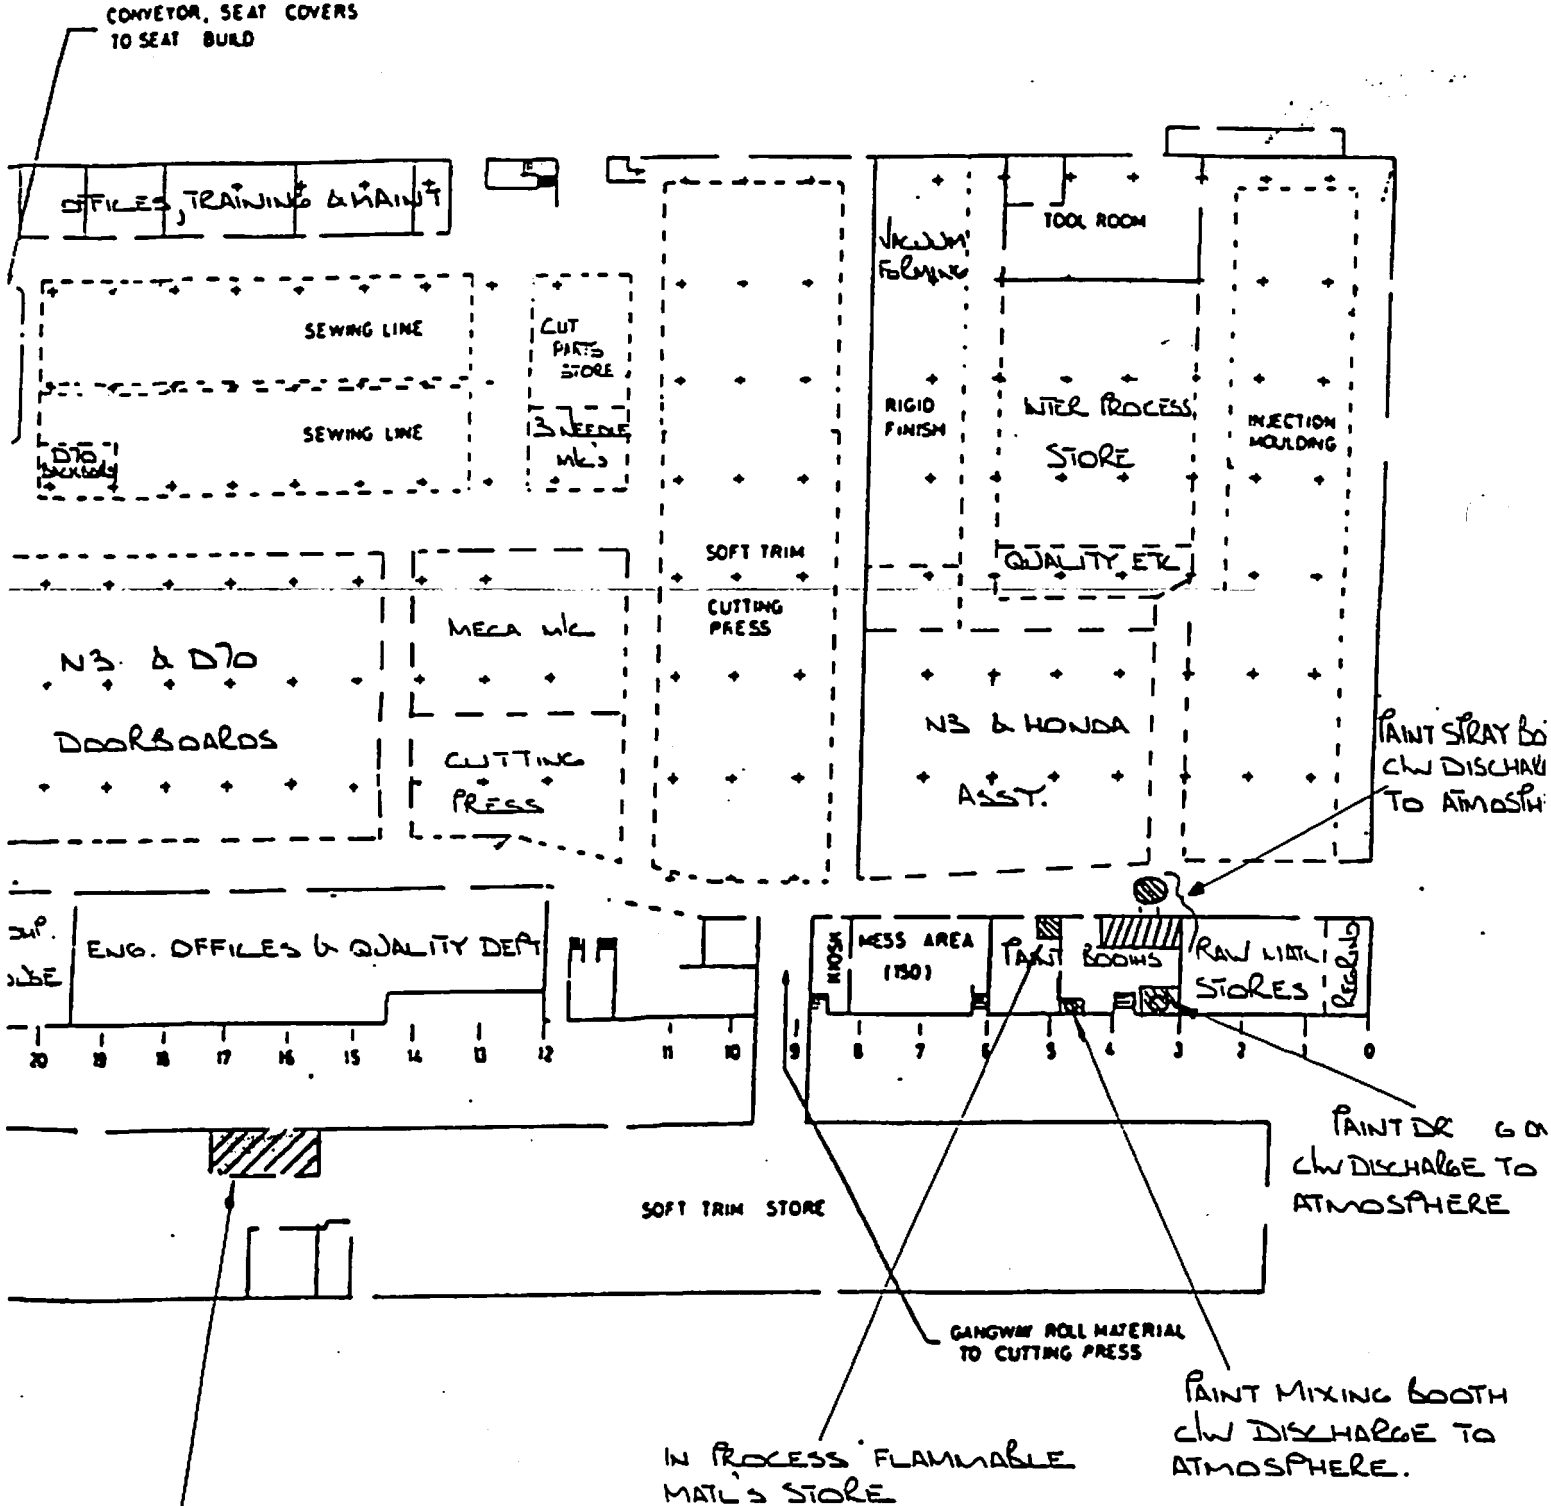 CONVEYOR, SEAT COVERS
TO SEAT BUILD
OFFICES, TRAINING & MAINT
TOOL ROOM
VACUUM
FORMING
SEWING LINE
CUT
PARTS
STORE
SEWING LINE
3 NEEDLE
M/C's
D70
RIGID
FINISH
INTER PROCESS
STORE
INJECTION
MOULDING
SOFT TRIM
CUTTING
PRESS
QUALITY ETC
N3 & D70
DOORBOARDS
MECA M/C
CUTTING
PRESS
N3 & HONDA
ASSY.
PAINT SPRAY BO
C/W DISCHAR
TO ATMOSPH
ENG. OFFICES & QUALITY DEPT
KIOSK
MESS AREA
(150)
PAINT
BOOTHS
RAW MATL
STORES
REGRIND
20 19 18 17 16 15 14 13 12 11 10 9 8 7 6 5 4 3 2 1 0
PAINT DR
C/W DISCHARGE TO
ATMOSPHERE
SOFT TRIM STORE
GANGWAY ROLL MATERIAL
TO CUTTING PRESS
PAINT MIXING BOOTH
C/W DISCHARGE TO
ATMOSPHERE.
IN PROCESS FLAMMABLE
MATL'S STORE